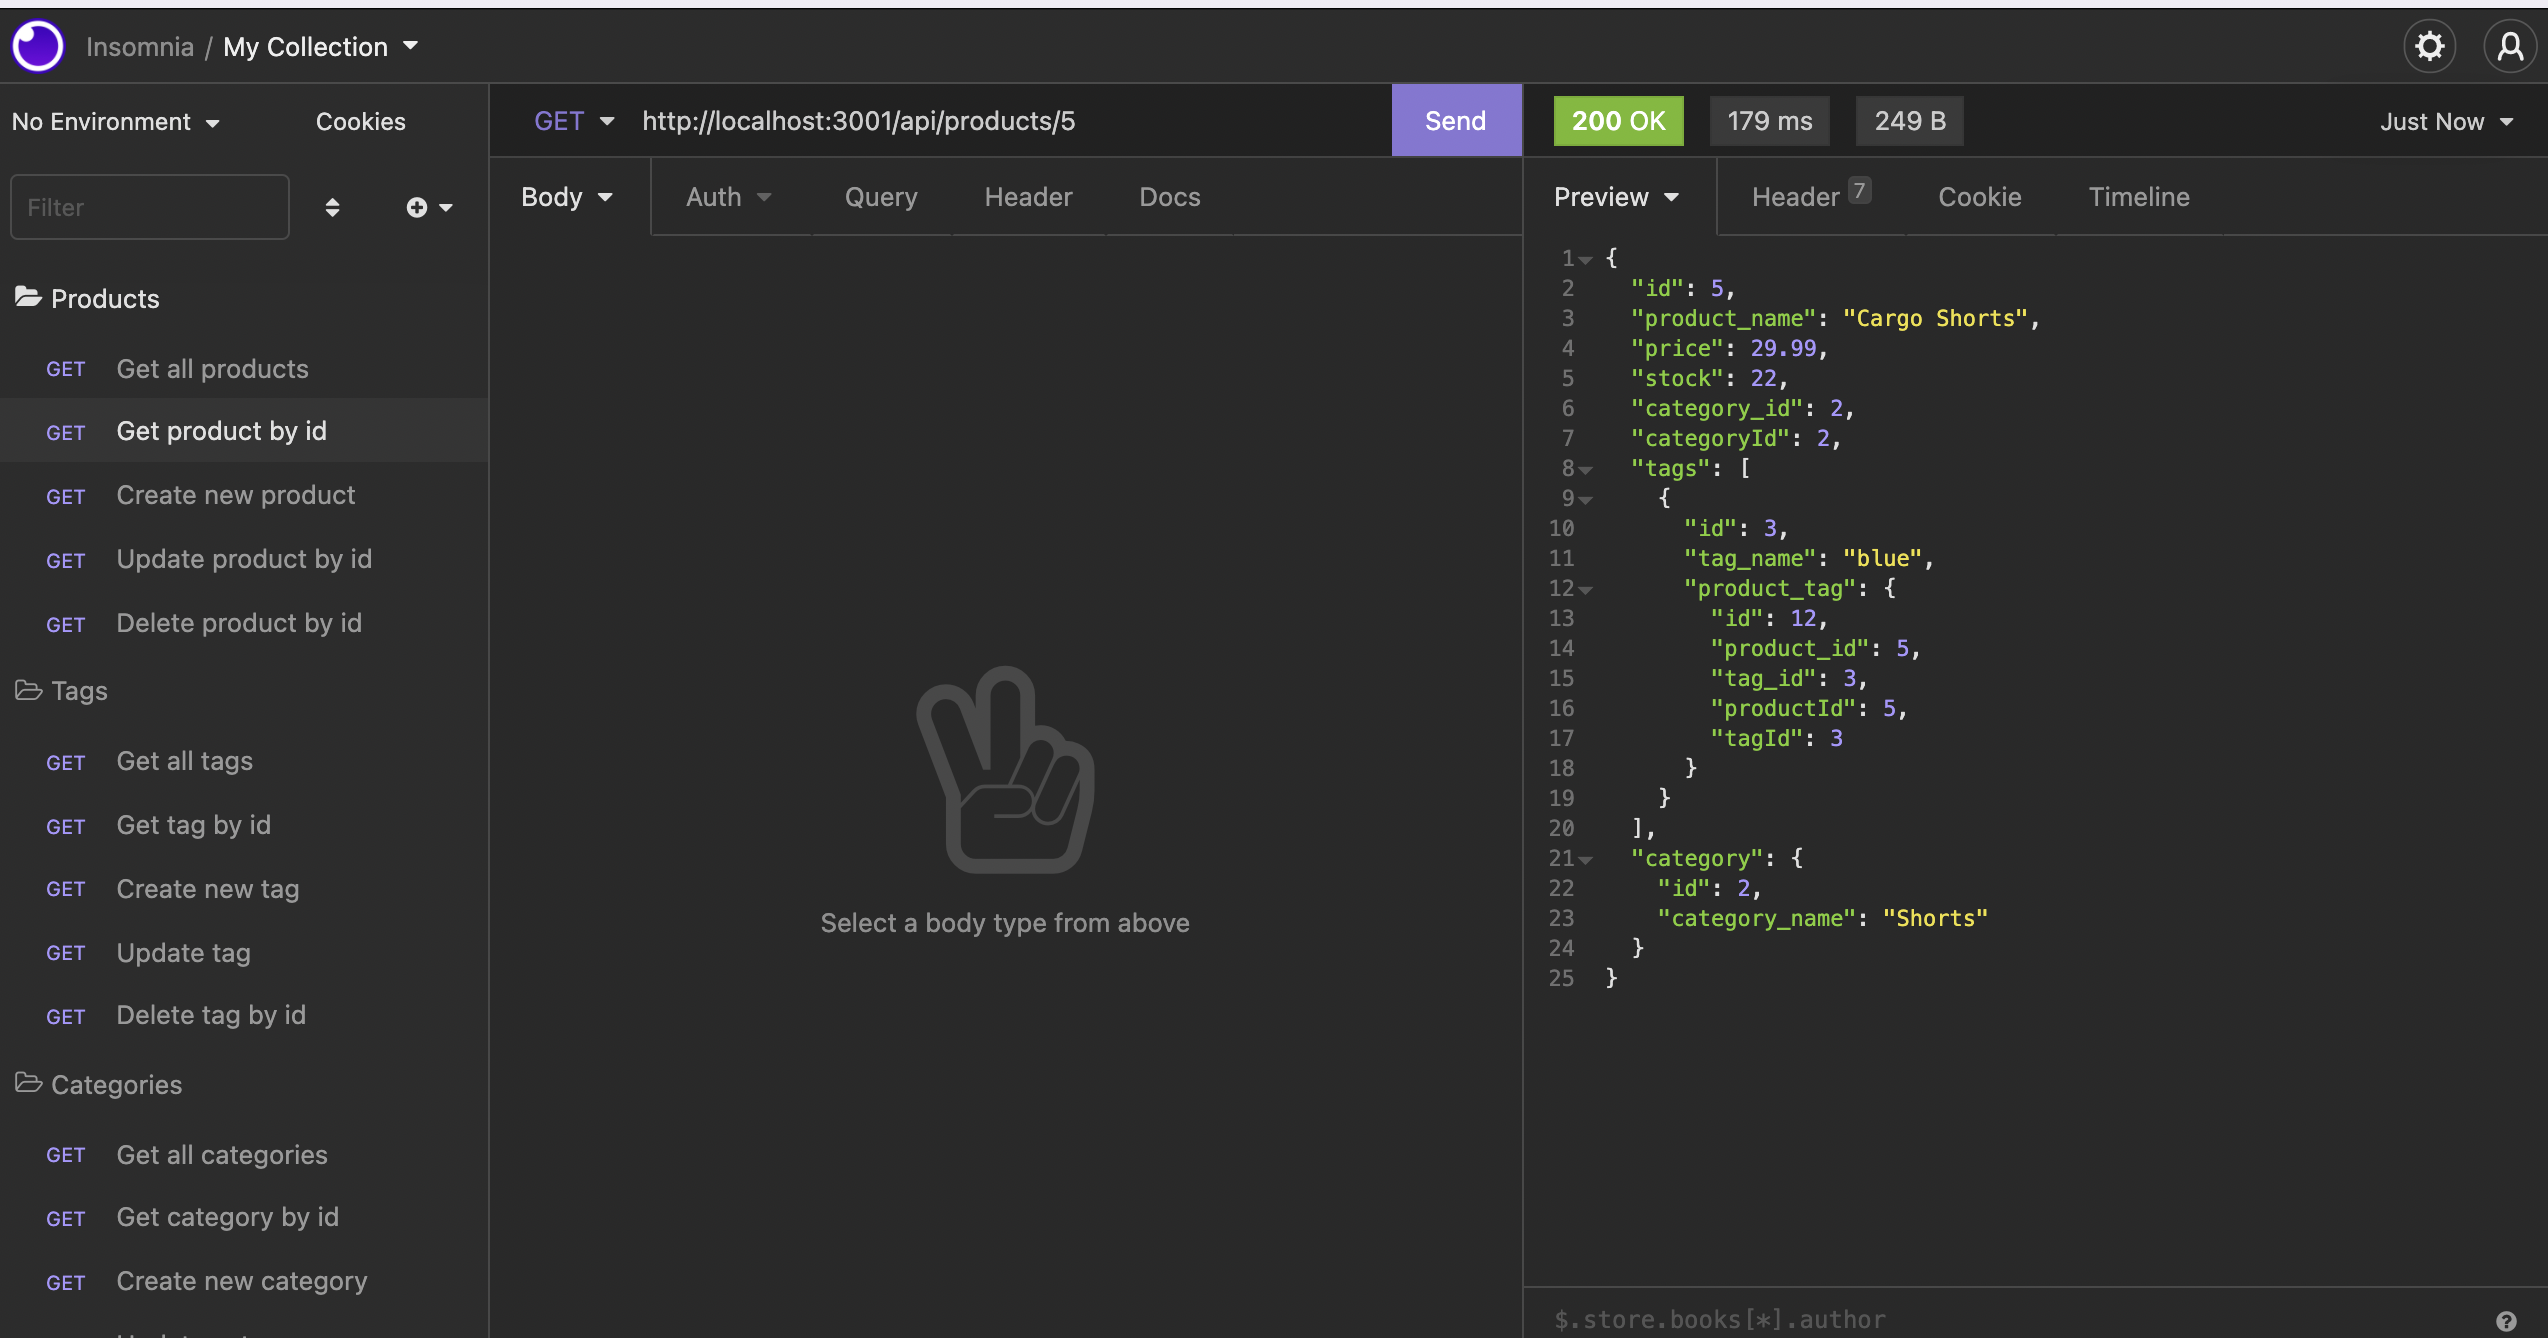 Insomnia / My Collection
No Environment
Cookies
Filter
Products
GET Get all products
GET Get product by id
GET Create new product
GET Update product by id
GET Delete product by id
Tags
GET Get all tags
GET Get tag by id
GET Create new tag
GET Update tag
GET Delete tag by id
Categories
GET Get all categories
GET Get category by id
GET Create new category
GET http://localhost:3001/api/products/5 Send
Body Auth Query Header Docs
Select a body type from above
200 OK 179 ms 249 B Just Now
Preview Header 7 Cookie Timeline
1 {
2 "id": 5,
3 "product_name": "Cargo Shorts",
4 "price": 29.99,
5 "stock": 22,
6 "category_id": 2,
7 "categoryId": 2,
8 "tags": [
9 {
10 "id": 3,
11 "tag_name": "blue",
12 "product_tag": {
13 "id": 12,
14 "product_id": 5,
15 "tag_id": 3,
16 "productId": 5,
17 "tagId": 3
18 }
19 }
20 ],
21 "category": {
22 "id": 2,
23 "category_name": "Shorts"
24 }
25 }
$.store.books[*].author
?